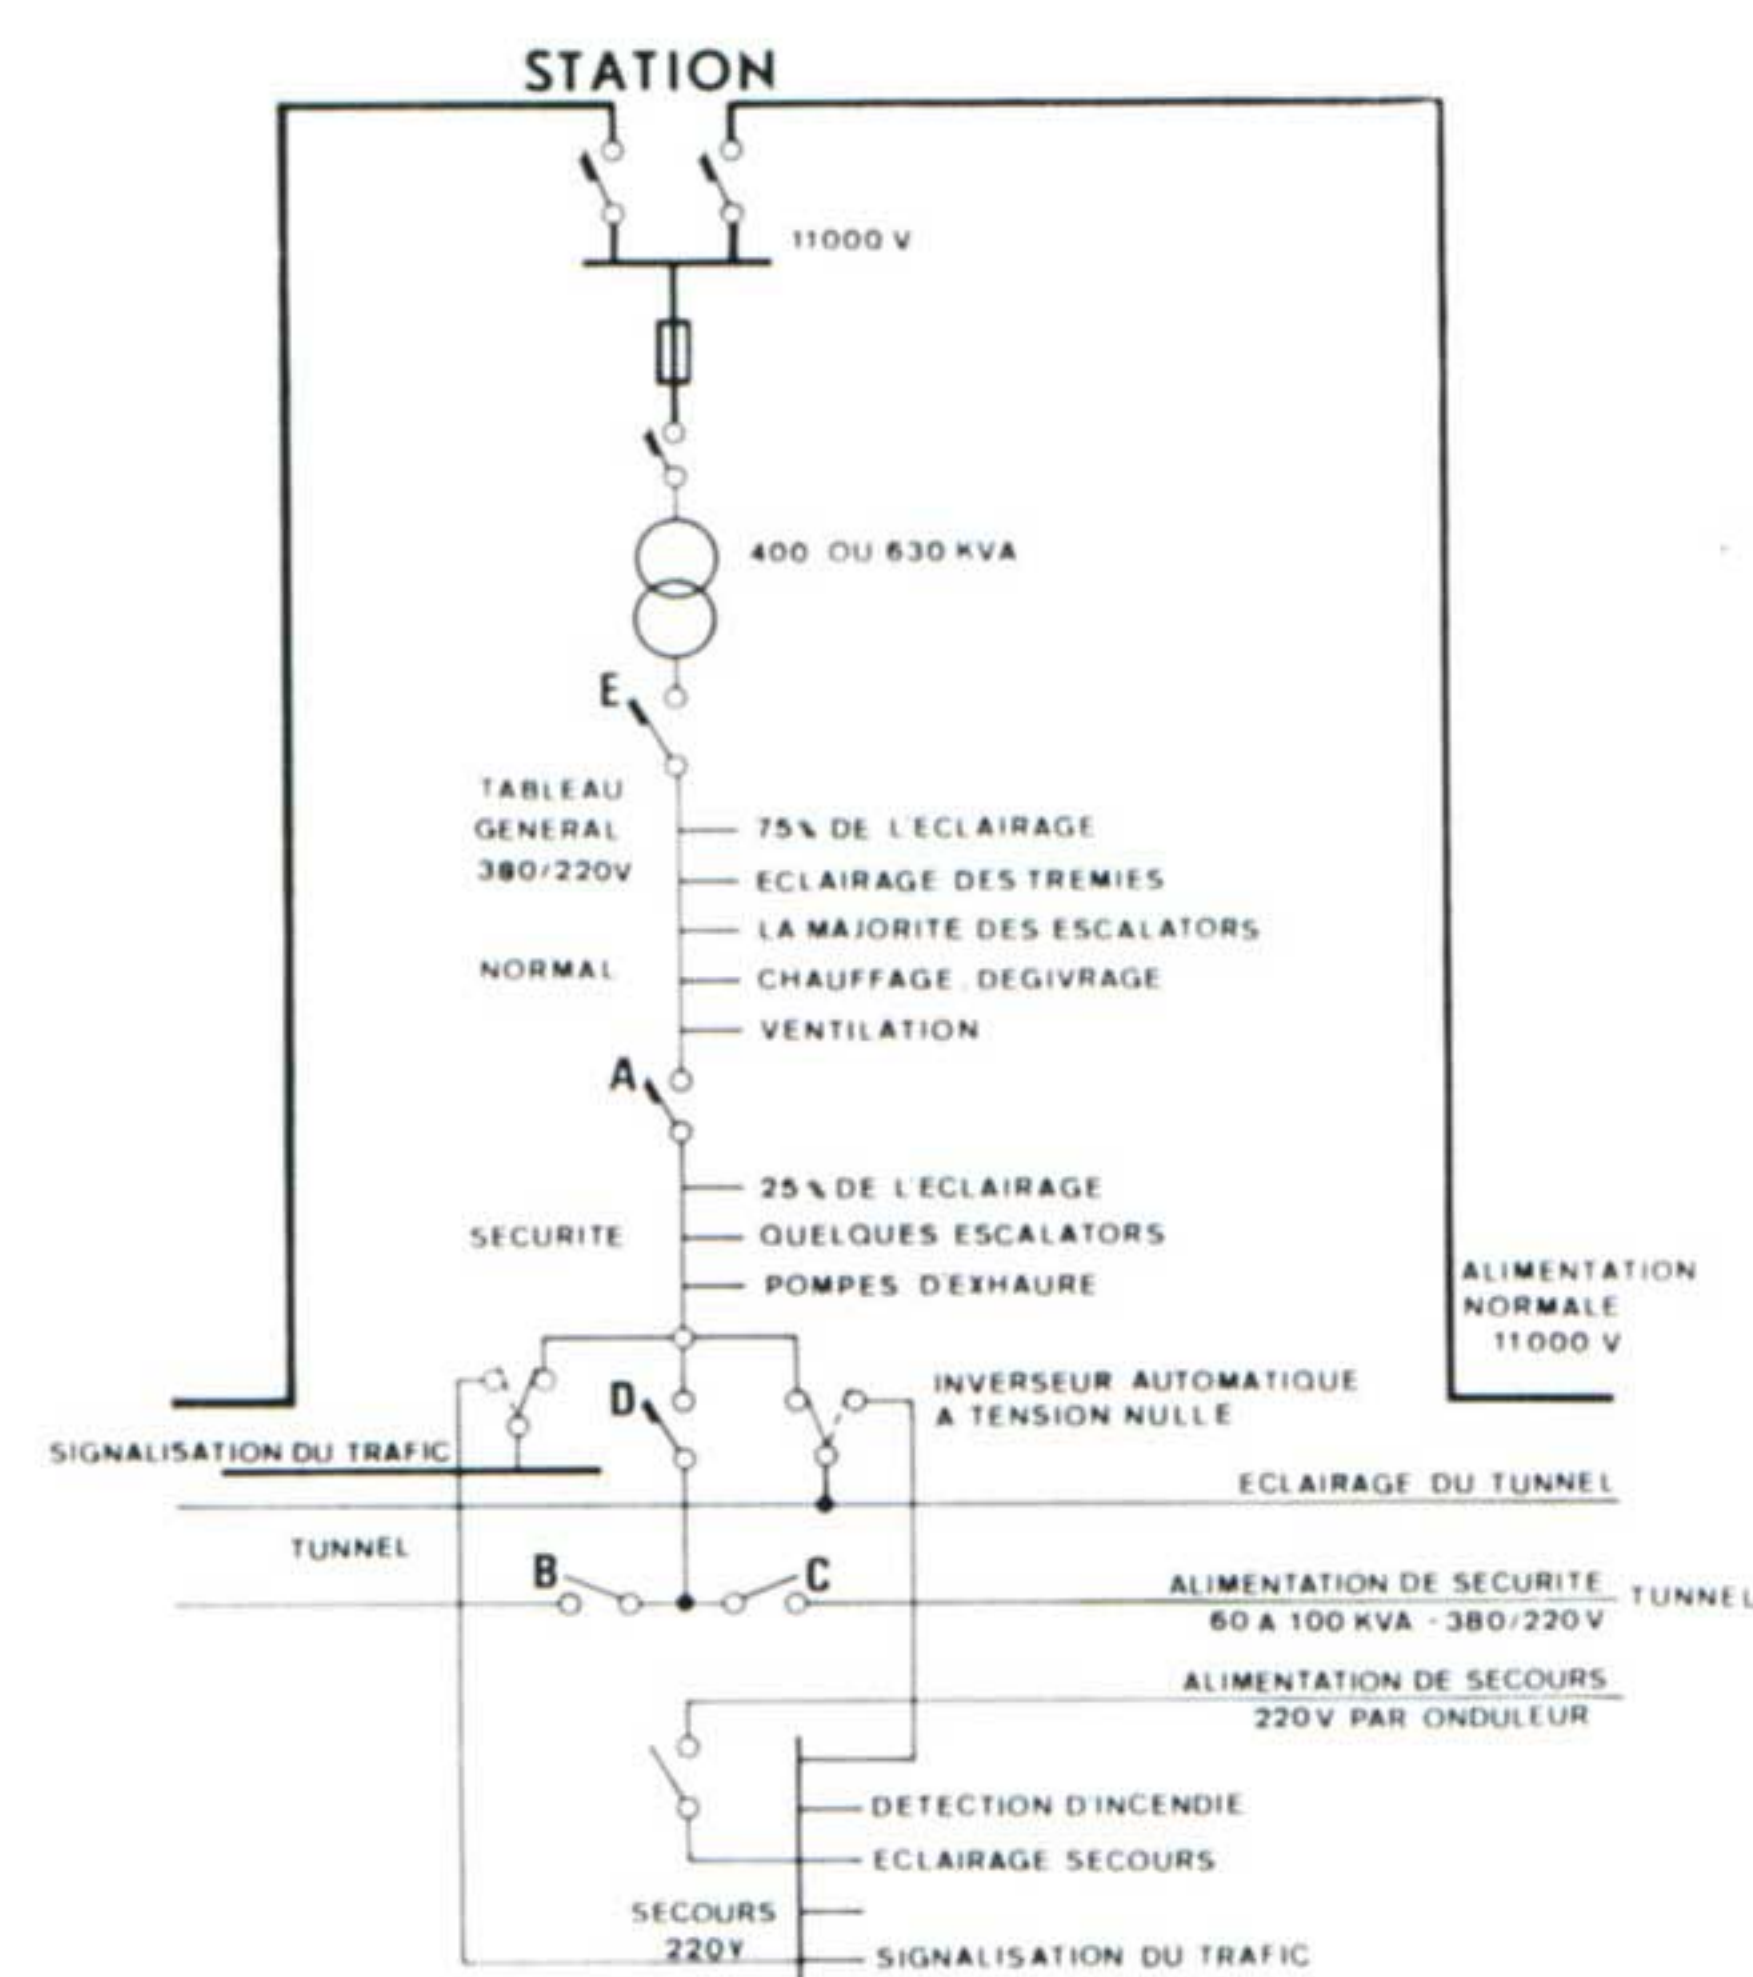 STATION
11000 V
400 OU 630 KVA
E
TABLEAU
GENERAL
380/220V
75% DE L'ECLAIRAGE
ECLAIRAGE DES TREMIES
LA MAJORITE DES ESCALATORS
NORMAL
CHAUFFAGE. DEGIVRAGE
VENTILATION
A
25% DE L'ECLAIRAGE
SECURITE
QUELQUES ESCALATORS
POMPES D'EXHAURE
ALIMENTATION
NORMALE
11000 V
D
INVERSEUR AUTOMATIQUE
A TENSION NULLE
SIGNALISATION DU TRAFIC
ECLAIRAGE DU TUNNEL
TUNNEL
B
C
ALIMENTATION DE SECURITE
60 A 100 KVA - 380/220 V
TUNNEL
ALIMENTATION DE SECOURS
220V PAR ONDULEUR
DETECTION D'INCENDIE
ECLAIRAGE SECOURS
SECOURS
220V
SIGNALISATION DU TRAFIC